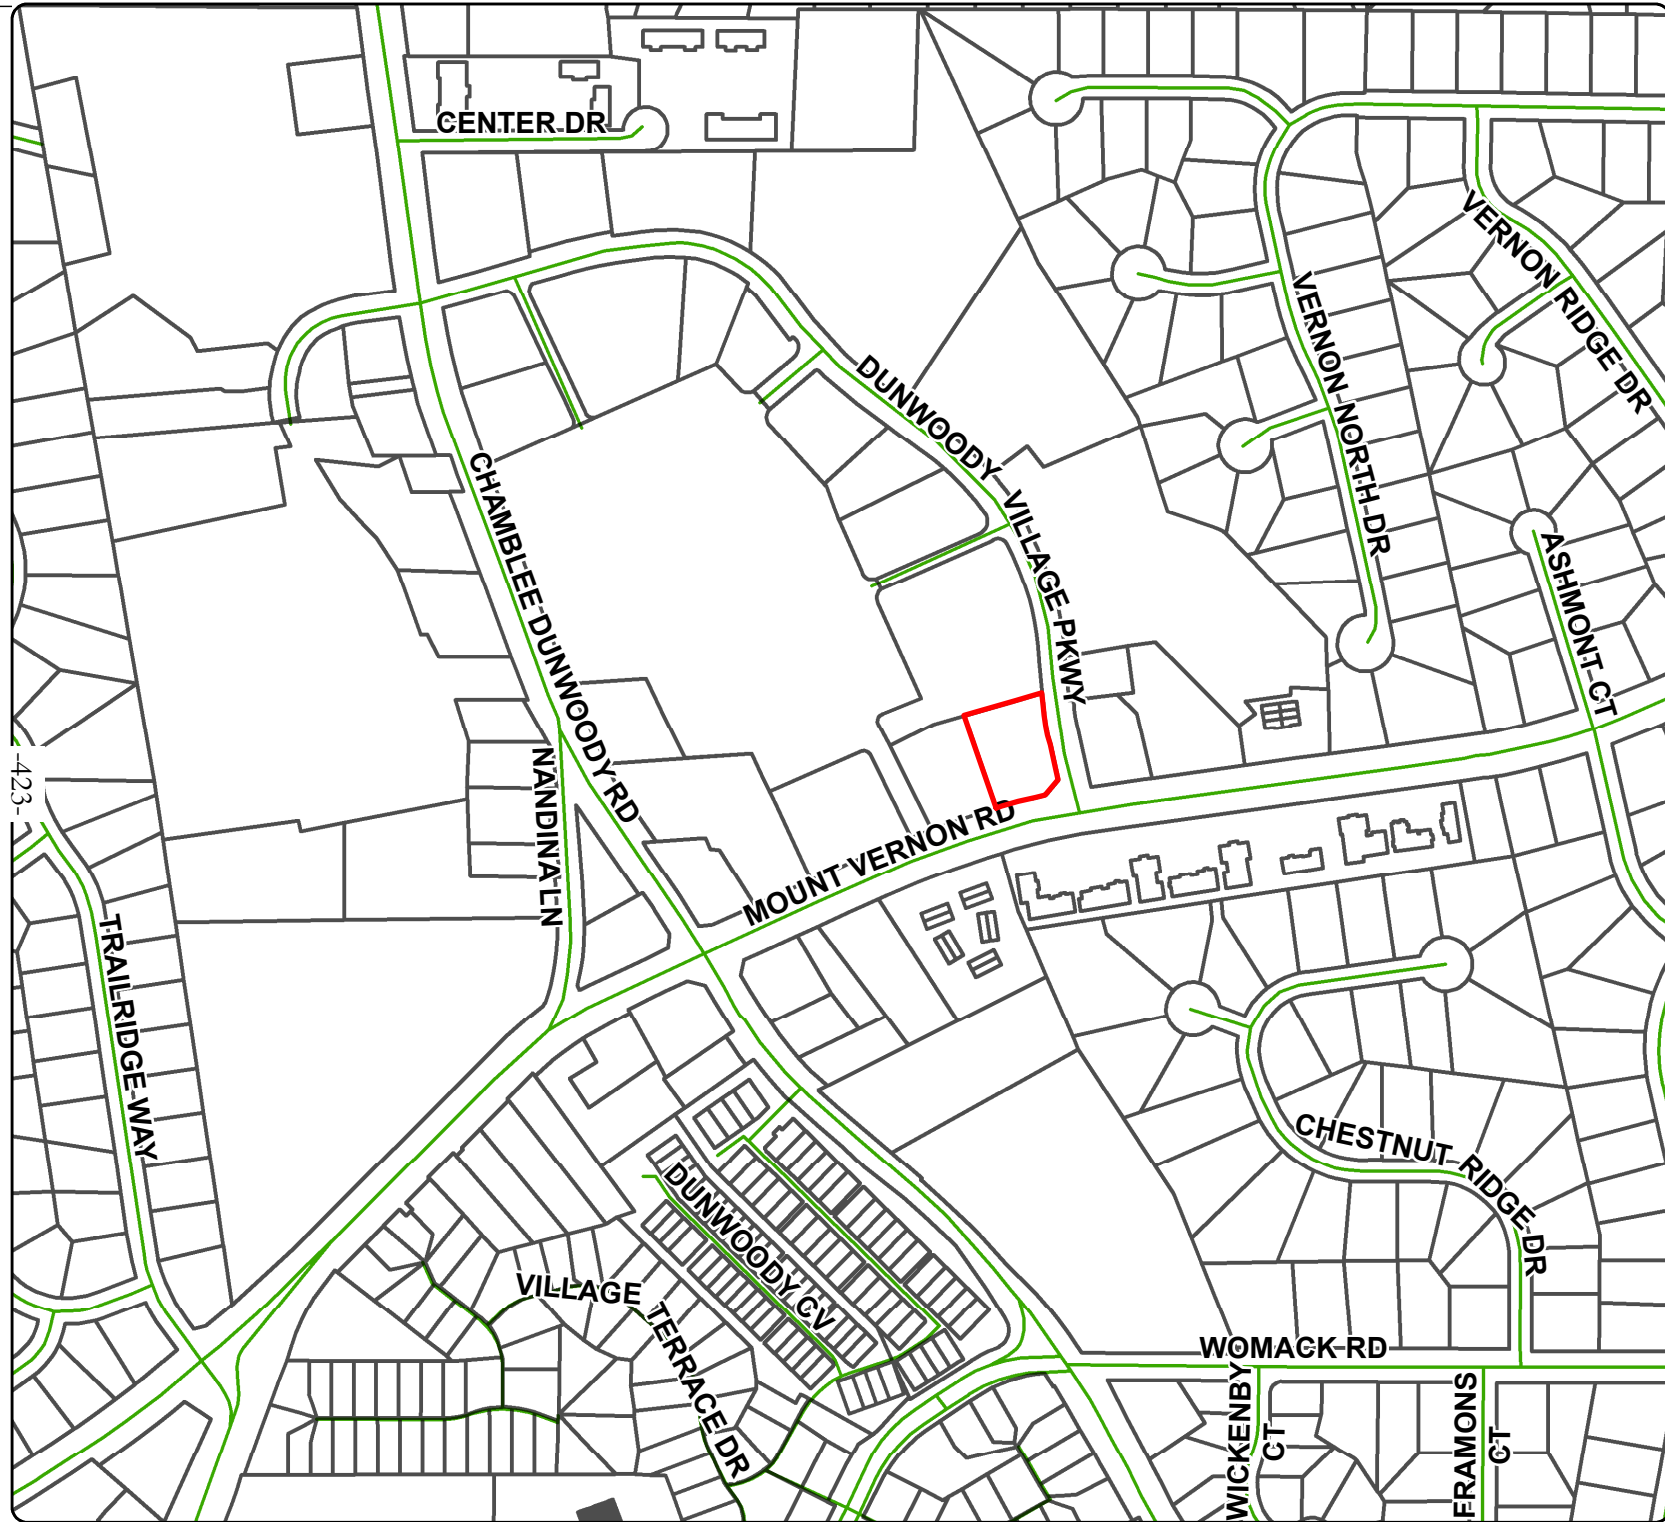 CENTER DR
VERNON RIDGE DR
VERNON NORTH DR
DUNWOODY VILLAGE PKWY
CHAMBLEE DUNWOODY RD
ASHMONT CT
NANDINA LN
-423-
MOUNT VERNON RD
TRAILRIDGE WAY
CHESTNUT RIDGE DR
DUNWOODY CV
VILLAGE TERRACE DR
WOMACK RD
WICKENBY CT
FRAMONS CT